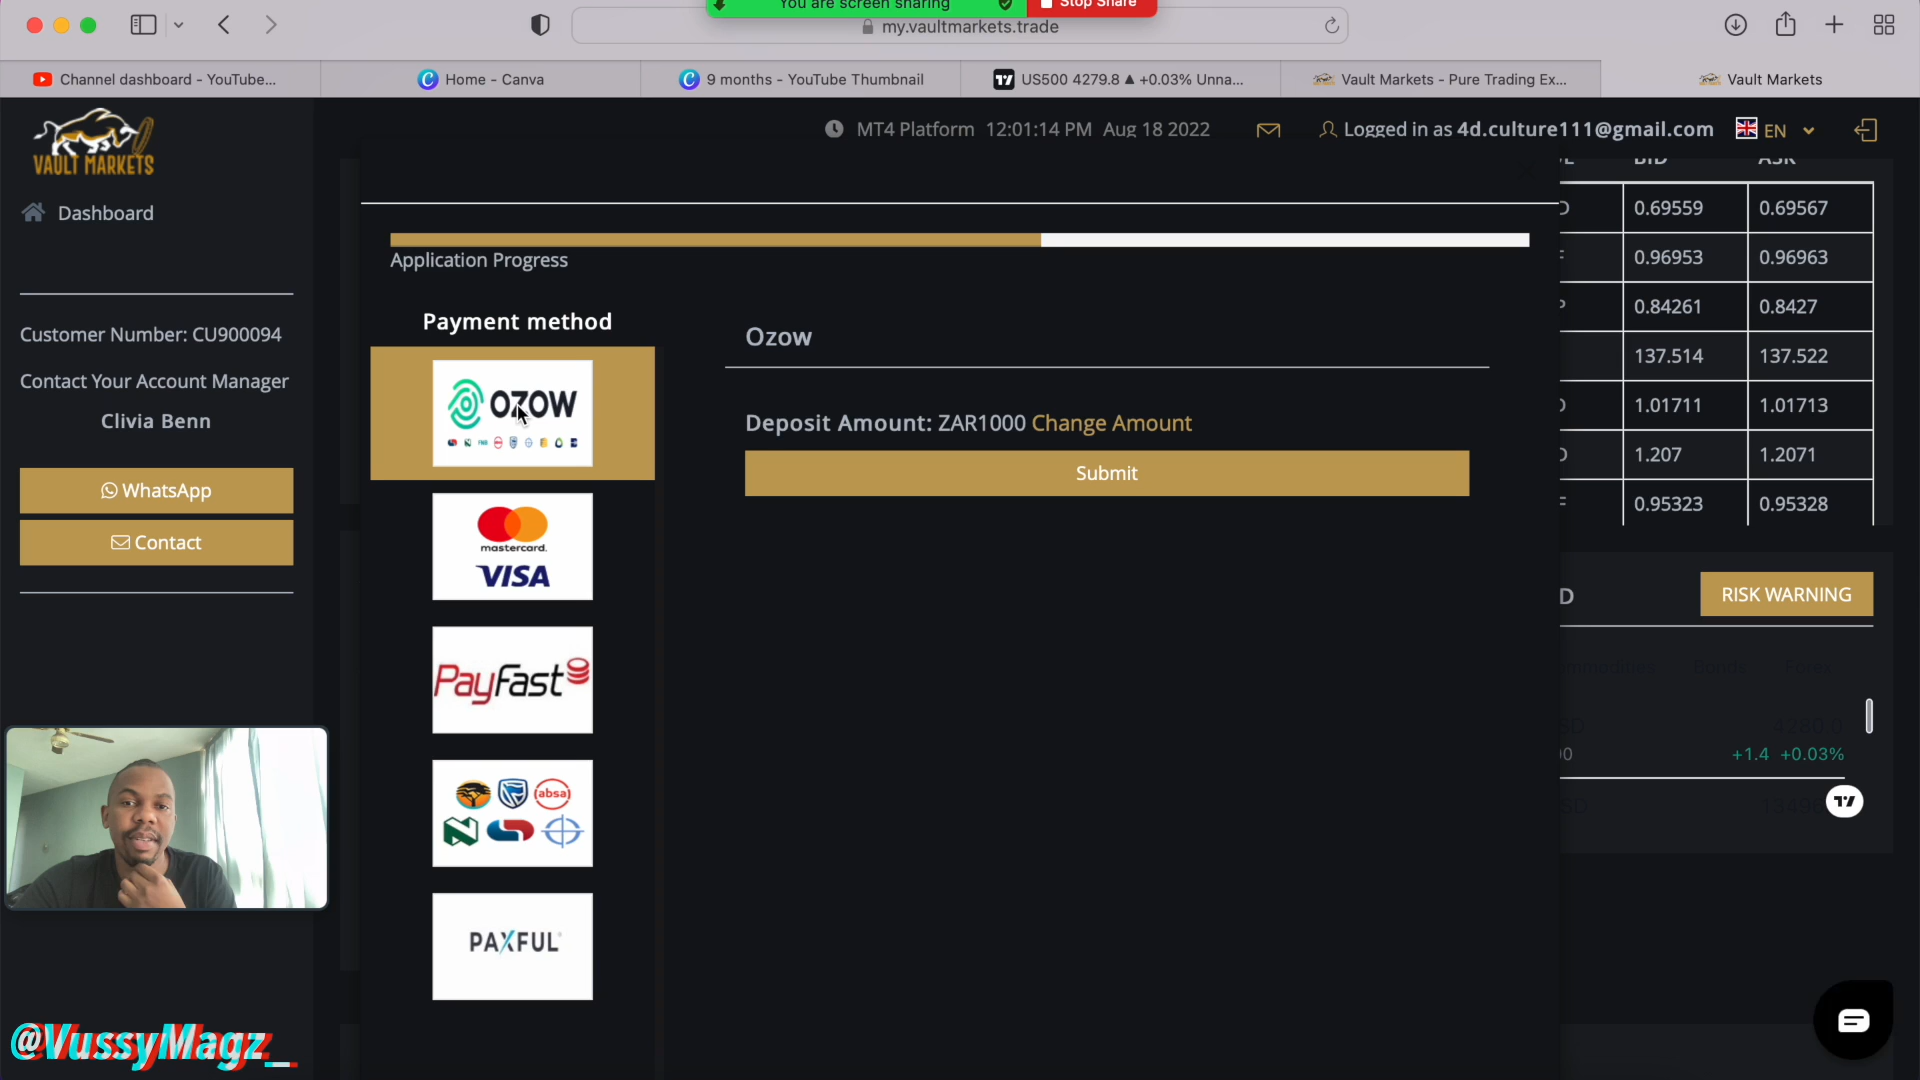 You are screen sharing
Stop Share
my.vaultmarkets.trade
Channel dashboard - YouTube...
Home - Canva
9 months - YouTube Thumbnail
US500 4279.8 ▲ +0.03% Unna...
Vault Markets - Pure Trading Ex...
Vault Markets
VAULT MARKETS
MT4 Platform 12:01:14 PM Aug 18 2022
Logged in as 4d.culture111@gmail.com
EN
Dashboard
BID ASK
0.69559 0.69567
0.96953 0.96963
0.84261 0.8427
137.514 137.522
1.01711 1.01713
1.207 1.2071
0.95323 0.95328
Application Progress
Customer Number: CU900094
Contact Your Account Manager
Clivia Benn
WhatsApp
Contact
Payment method
OZOW
mastercard.
VISA
PayFast
absa
PAXFUL
Ozow
Deposit Amount: ZAR1000 Change Amount
Submit
RISK WARNING
Bonds Forex
+1.4 +0.03%
@VussyMagz_